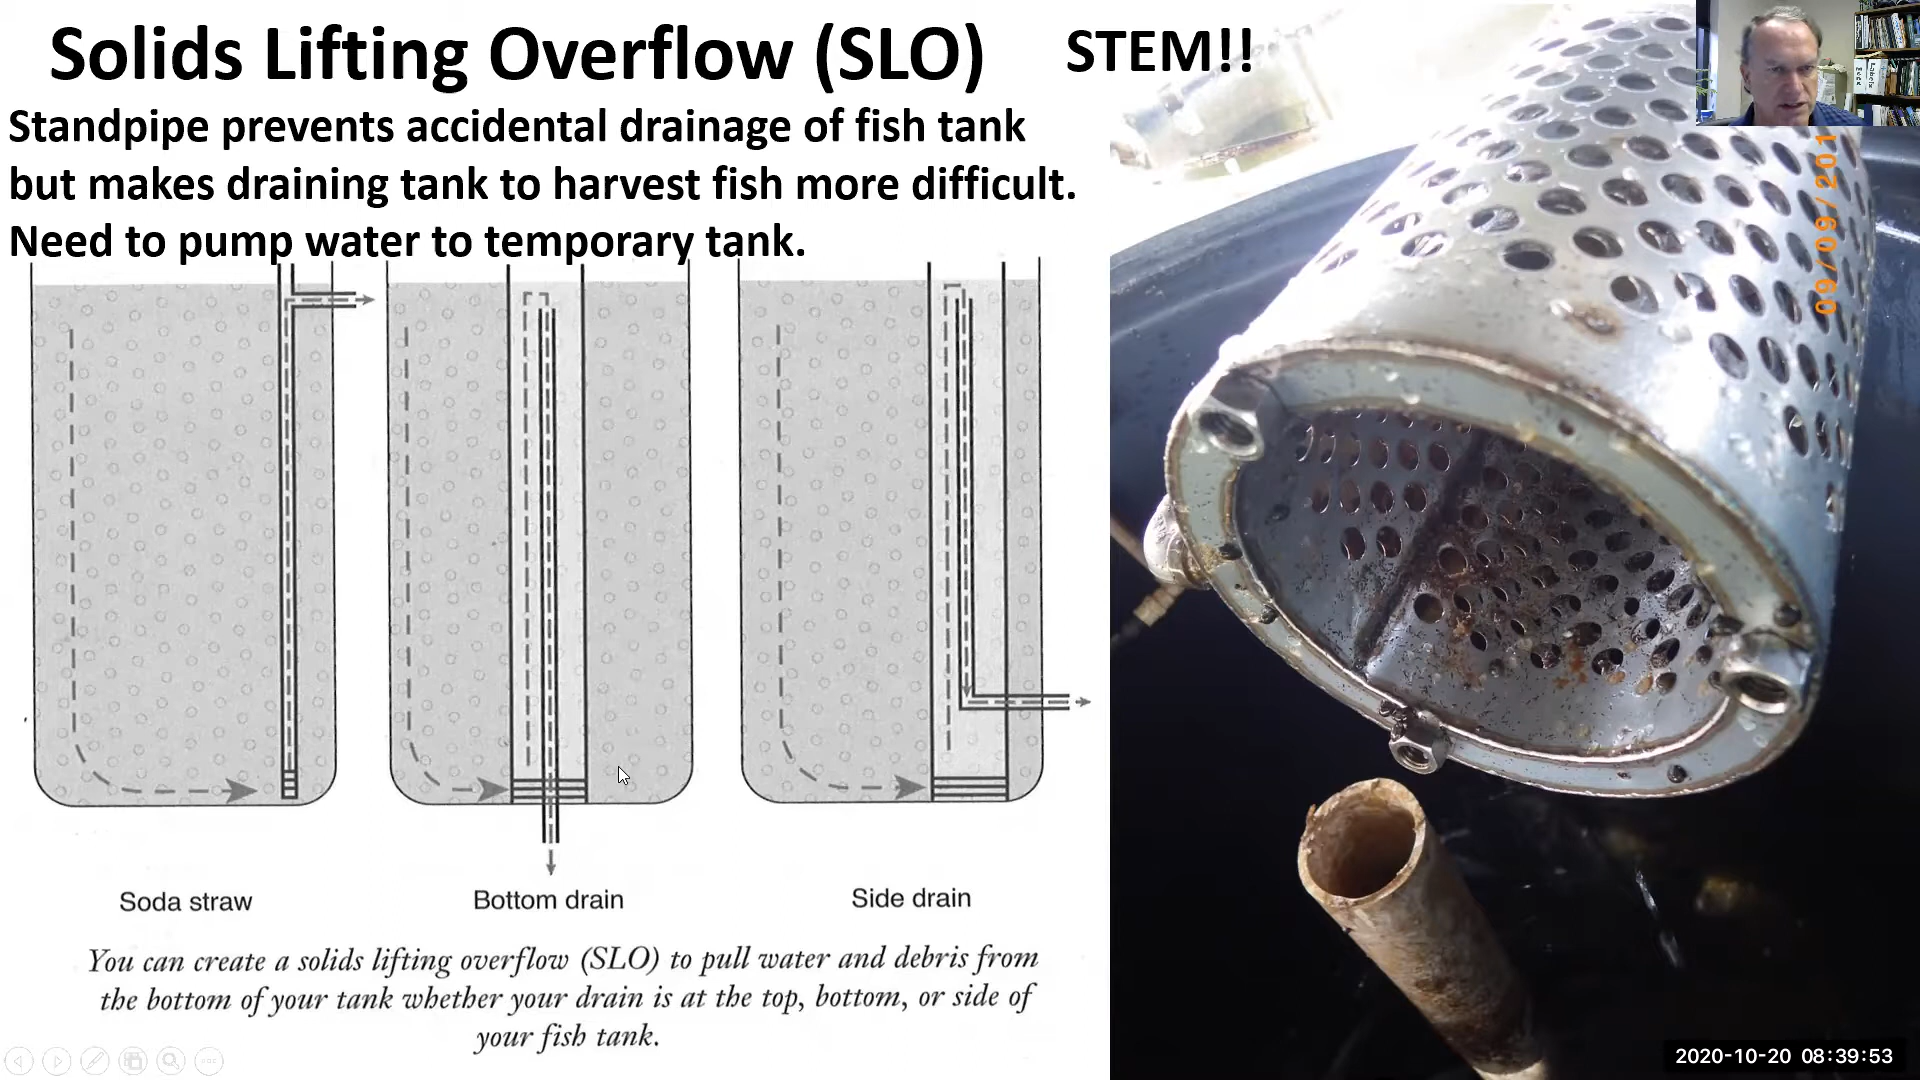 Solids Lifting Overflow (SLO)
STEM!!
Standpipe prevents accidental drainage of fish tank
but makes draining tank to harvest fish more difficult.
Need to pump water to temporary tank.
09/09/201
Soda straw
Bottom drain
Side drain
You can create a solids lifting overflow (SLO) to pull water and debris from
the bottom of your tank whether your drain is at the top, bottom, or side of
your fish tank.
2020-10-20 08:39:53